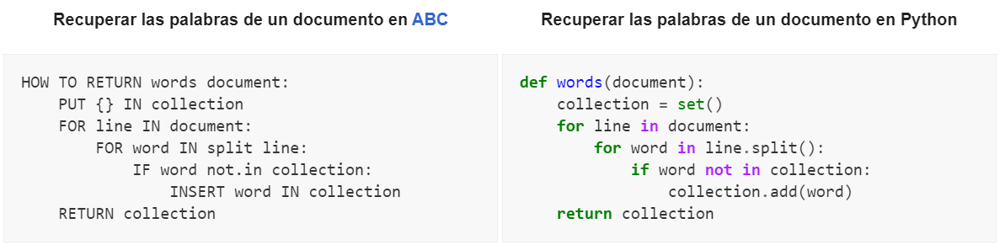 Recuperar las palabras de un documento en ABC
HOW TO RETURN words document:
    PUT {} IN collection
    FOR line IN document:
        FOR word IN split line:
            IF word not.in collection:
                INSERT word IN collection
    RETURN collection
Recuperar las palabras de un documento en Python
def words(document):
    collection = set()
    for line in document:
        for word in line.split():
            if word not in collection:
                collection.add(word)
    return collection